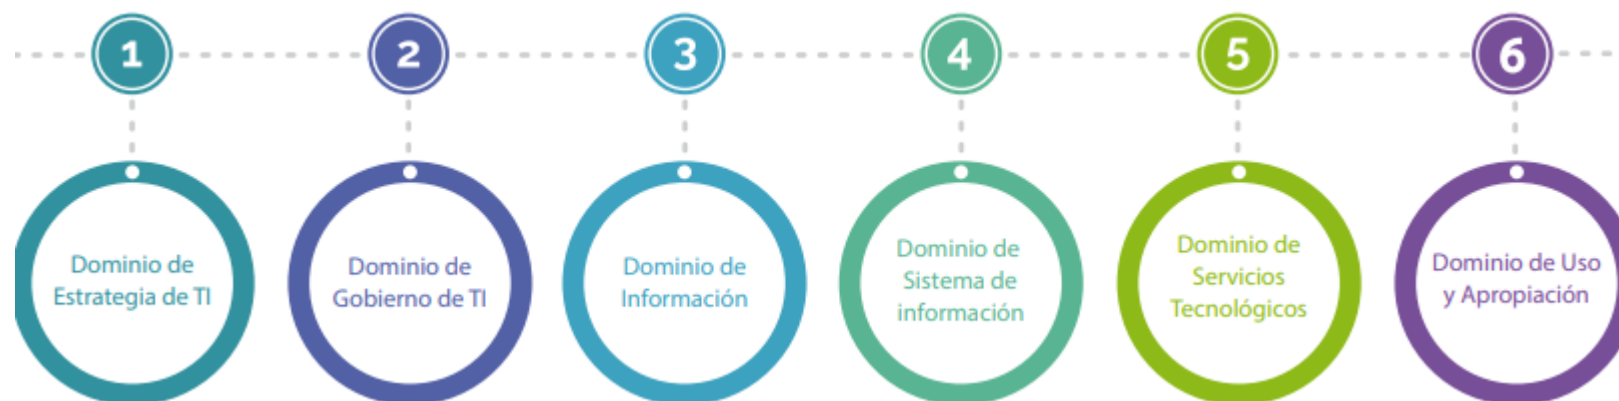 1
2
3
4
5
6
Dominio de
Estrategia de TI
Dominio de
Gobierno de TI
Dominio de
Información
Dominio de
Sistema de
información
Dominio de
Servicios
Tecnológicos
Dominio de Uso
y Apropiación